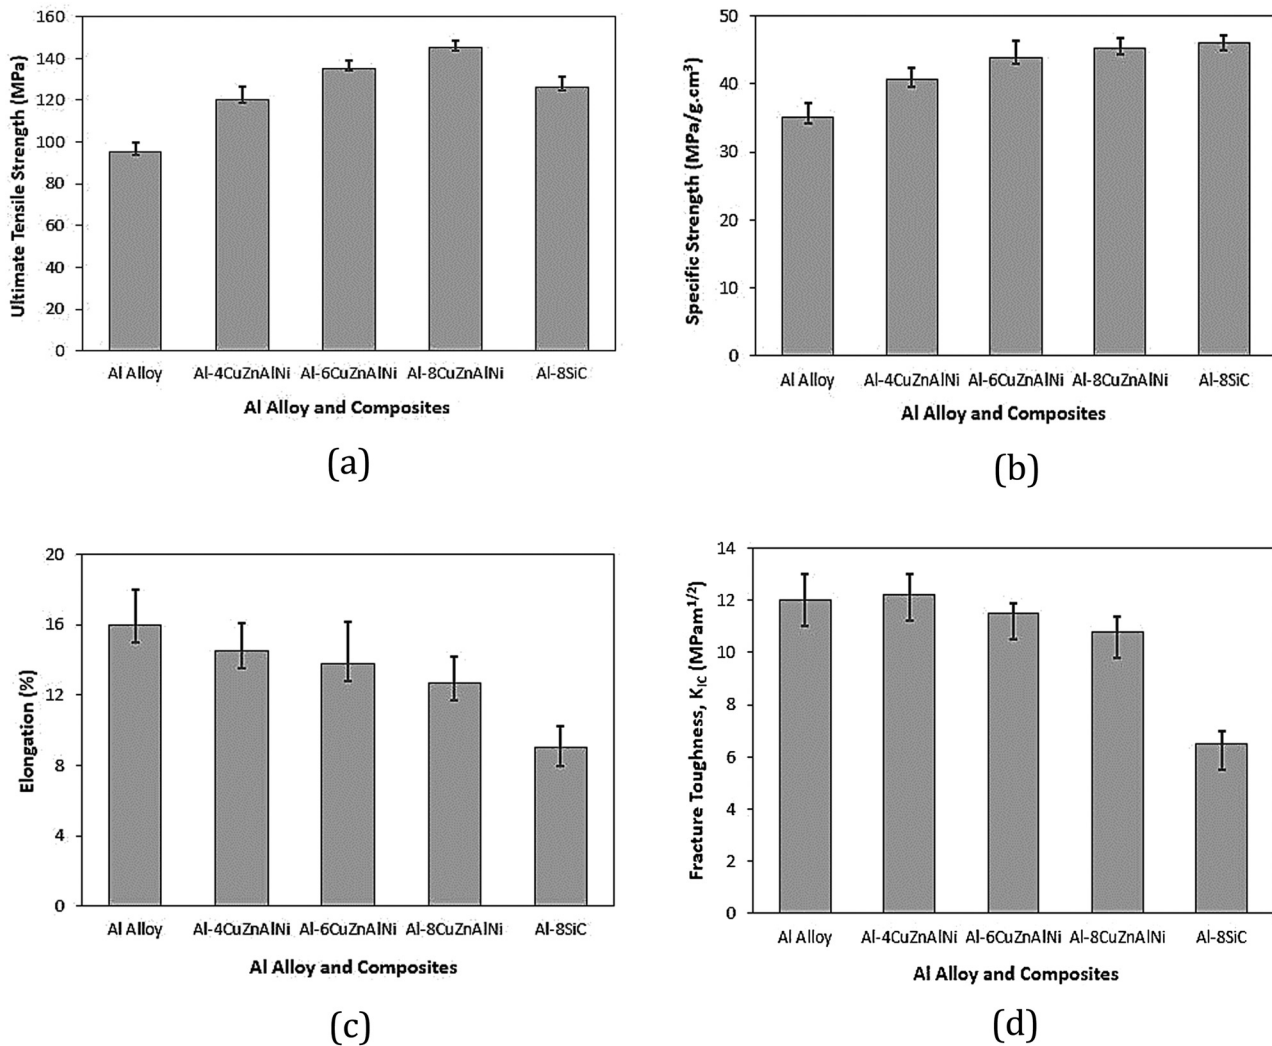 160
140
120
100
80
60
40
20
0
Ultimate Tensile Strength (MPa)
Al Alloy Al-4CuZnAlNi Al-6CuZnAlNi Al-8CuZnAlNi Al-8SiC
Al Alloy and Composites
(a)
50
40
30
20
10
0
Specific Strength (MPa/g.cm³)
Al Alloy Al-4CuZnAlNi Al-6CuZnAlNi Al-8CuZnAlNi Al-8SiC
Al Alloy and Composites
(b)
20
16
12
8
4
0
Elongation (%)
Al Alloy Al-4CuZnAlNi Al-6CuZnAlNi Al-8CuZnAlNi Al-8SiC
Al Alloy and Composites
(c)
14
12
10
8
6
4
2
0
Fracture Toughness, K_IC (MPam^1/2)
Al Alloy Al-4CuZnAlNi Al-6CuZnAlNi Al-8CuZnAlNi Al-8SiC
Al Alloy and Composites
(d)